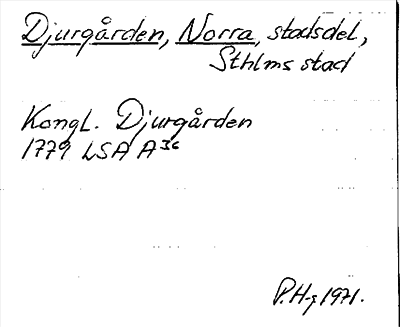 Djurgården, Norra, stadsdel,
Sthlms stad
Kongl. Djurgården
1779 LSA A36
P.H-g 1971.